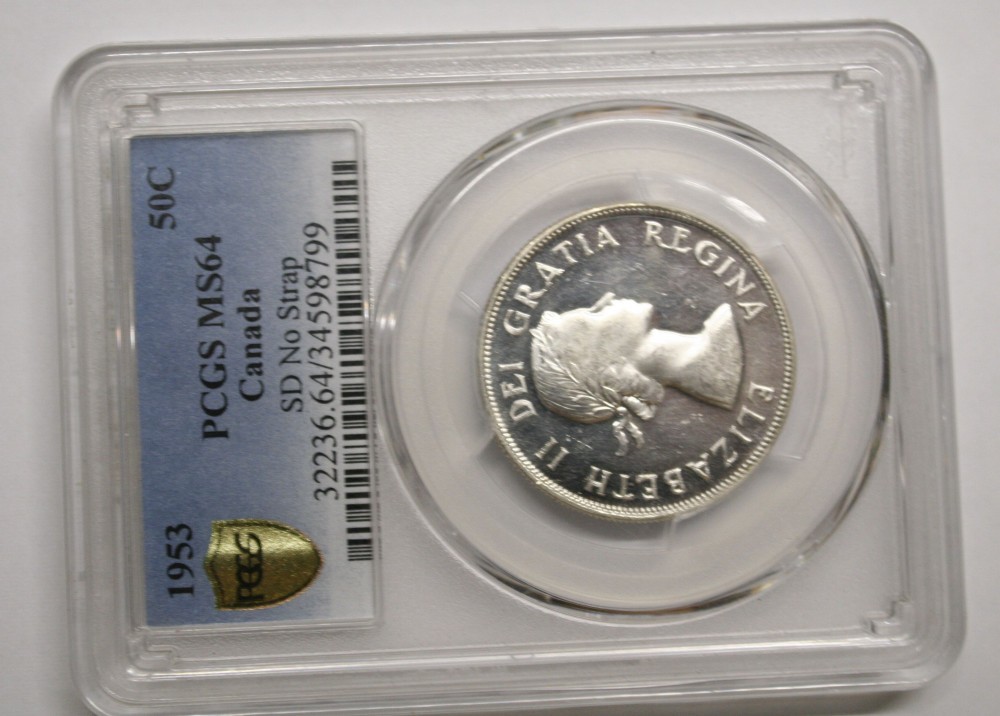 1953 50C
PCGS MS64
Canada
SD No Strap
32236.64/34598799
PCGS
ELIZABETH II DEI GRATIA REGINA